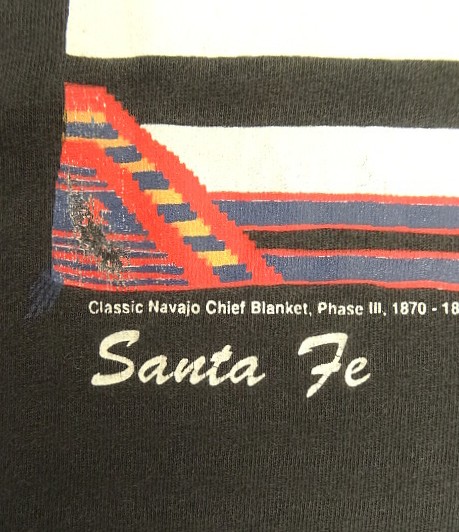 Classic Navajo Chief Blanket, Phase III, 1870 - 18
Santa Fe